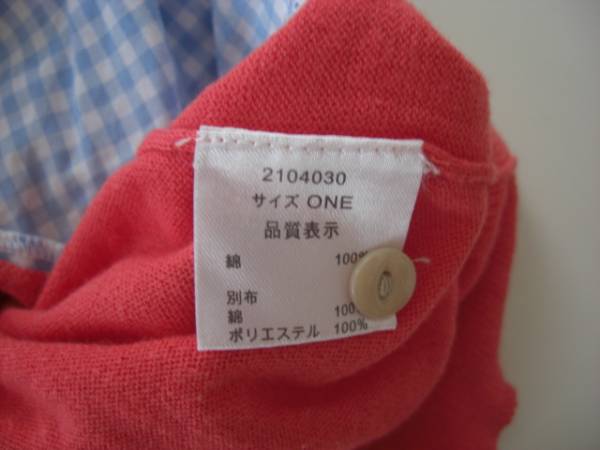 2104030
サイズ ONE
品質表示
綿 100%
別布
綿 100%
ポリエステル 100%